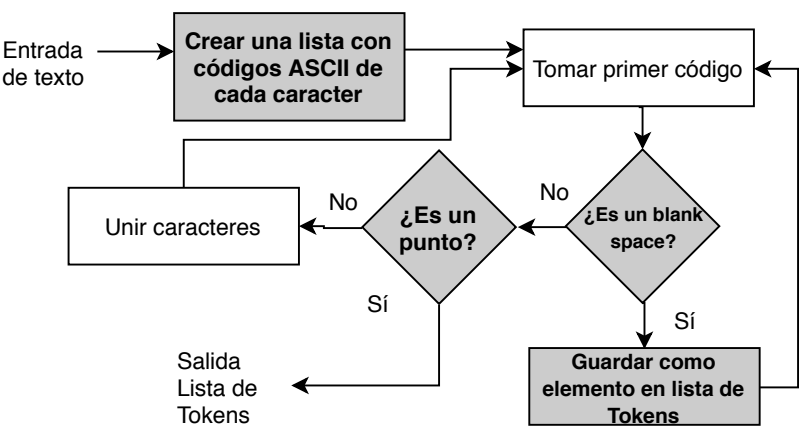 Entrada
de texto
Crear una lista con
códigos ASCII de
cada caracter
Tomar primer código
¿Es un blank
space?
No
Sí
¿Es un
punto?
No
Sí
Unir caracteres
Guardar como
elemento en lista de
Tokens
Salida
Lista de
Tokens